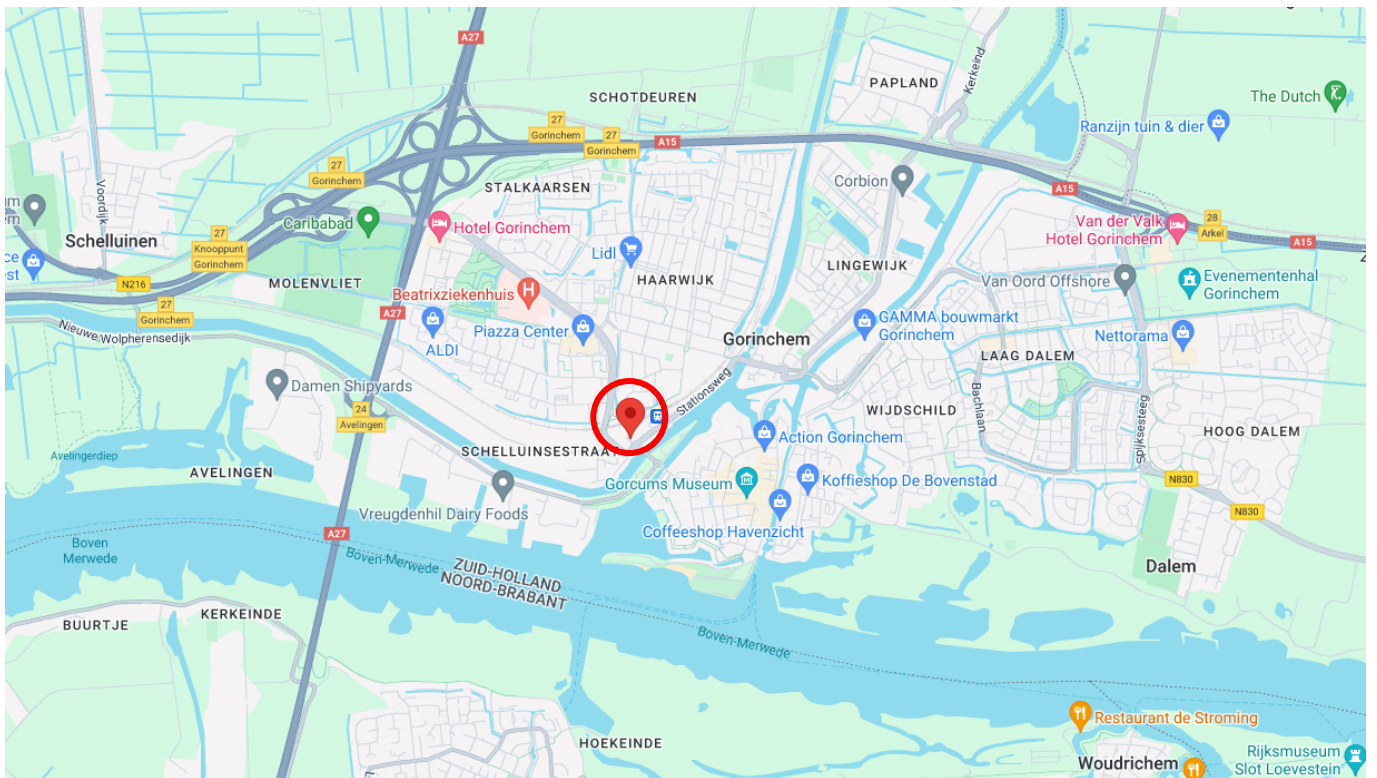 A27
PAPLAND
Kerkeind
SCHOTDEUREN
The Dutch
27
Gorinchem
27
Gorinchem
A15
Ranzijn tuin & dier
27
Gorinchem
STALKAARSEN
Corbion
A15
Voordijk
um
em
Caribabad
Hotel Gorinchem
Van der Valk
Hotel Gorinchem
28
Arkel
A15
Schelluinen
27
Knooppunt
Gorinchem
Lidl
ce
est
N216
MOLENVLIET
HAARWIJK
LINGEWIJK
Van Oord Offshore
Evenementenhal
Gorinchem
Beatrixziekenhuis
A27
27
Gorinchem
Nieuwe Wolpherensedijk
ALDI
Piazza Center
Gorinchem
GAMMA bouwmarkt
Gorinchem
Nettorama
LAAG DALEM
Damen Shipyards
Stationsweg
Bachlaan
24
Avelingen
WIJDSCHILD
Spijksesteeg
HOOG DALEM
Action Gorinchem
SCHELLUINSESTRAAT
Avelingerdiep
AVELINGEN
Gorcums Museum
Koffieshop De Bovenstad
N830
N830
Vreugdenhil Dairy Foods
Coffeeshop Havenzicht
A27
Boven
Merwede
Boven-Merwede
ZUID-HOLLAND
NOORD-BRABANT
Dalem
KERKEINDE
BUURTJE
Boven-Merwede
Restaurant de Stroming
HOEKEINDE
Woudrichem
Rijksmuseum
Slot Loevestein